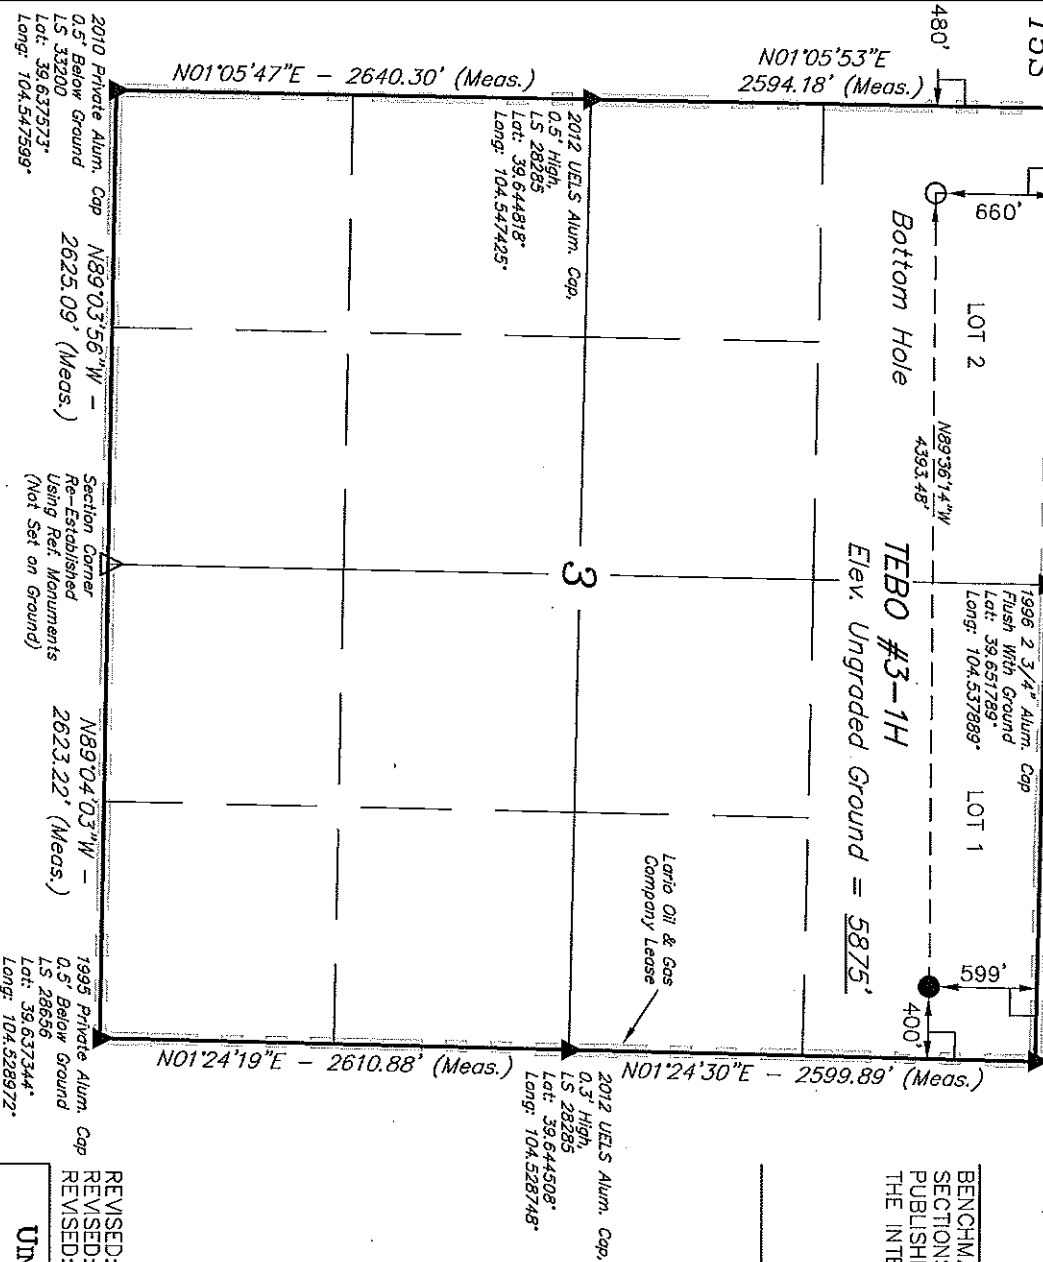 T5S
480'
N01°05'53"E
2594.18' (Meas.)
N01°05'47"E - 2640.30' (Meas.)
660'
LOT 2
Bottom Hole
N89°36'14"W
4393.48'
1996 2 3/4" Alum. Cap
Flush With Ground
Lat: 39.651789°
Long: 104.537889°
LOT 1
TEBO #3-1H
Elev. Ungraded Ground = 5875'
599'
400'
2012 UELS Alum. Cap,
0.5' High,
LS 28285
Lat: 39.644818°
Long: 104.547425°
3
Lario Oil & Gas
Company Lease
2010 Private Alum. Cap
0.5' Below Ground
LS 33200
Lat: 39.637573°
Long: 104.547599°
N89°03'56"W -
2625.09' (Meas.)
Section Corner
Re-Established
Using Ref. Monuments
(Not Set on Ground)
N89°04'03"W -
2623.22' (Meas.)
1995 Private Alum. Cap
0.5' Below Ground
LS 28656
Lat: 39.637344°
Long: 104.528972°
N01°24'19"E - 2610.88' (Meas.)
N01°24'30"E - 2599.89' (Meas.)
2012 UELS Alum. Cap,
0.3' High,
LS 28285
Lat: 39.644508°
Long: 104.528748°
BENCHMA
SECTIONS
PUBLISHE
THE INTE
REVISED:
REVISED:
REVISED: